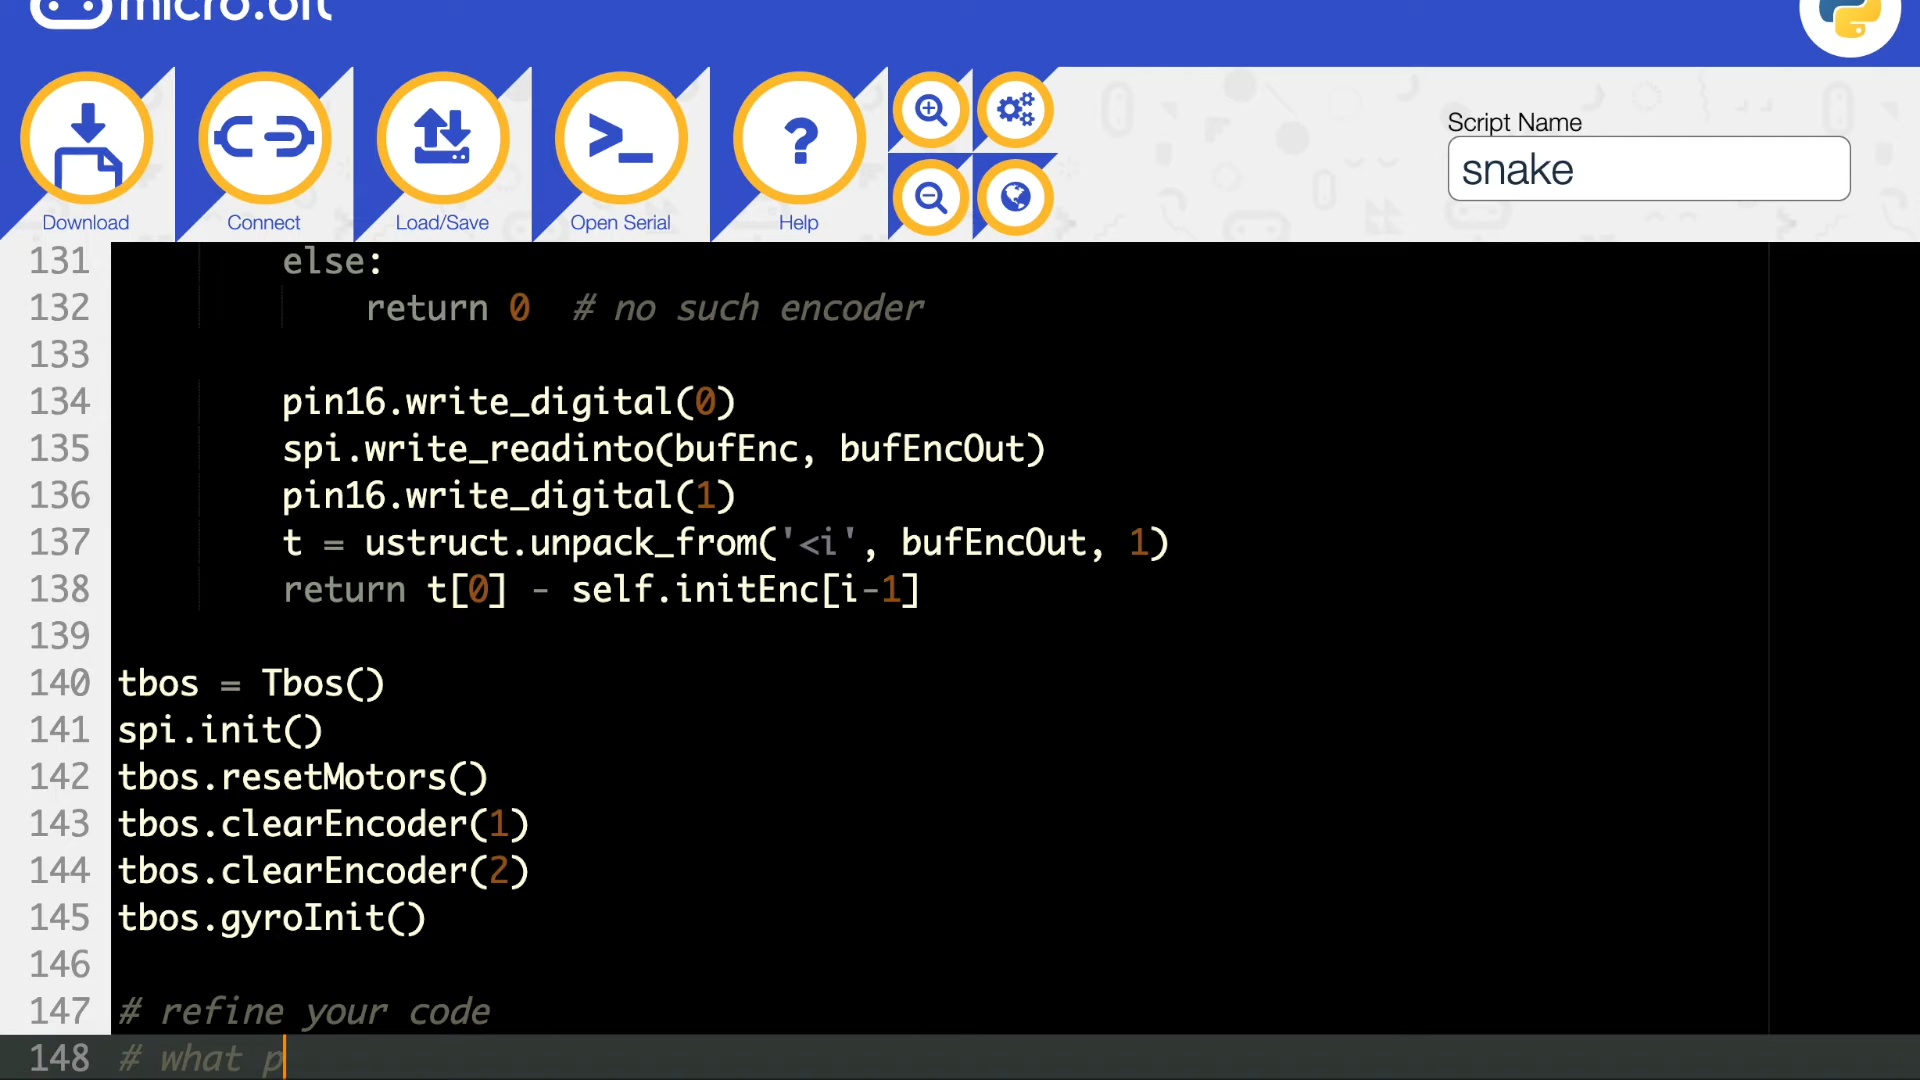 micro:bit
Script Name
snake
Download
Connect
Load/Save
Open Serial
Help
131 else:
132 return 0 # no such encoder
133
134 pin16.write_digital(0)
135 spi.write_readinto(bufEnc, bufEncOut)
136 pin16.write_digital(1)
137 t = ustruct.unpack_from('<i', bufEncOut, 1)
138 return t[0] - self.initEnc[i-1]
139
140 tbos = Tbos()
141 spi.init()
142 tbos.resetMotors()
143 tbos.clearEncoder(1)
144 tbos.clearEncoder(2)
145 tbos.gyroInit()
146
147 # refine your code
148 # what p